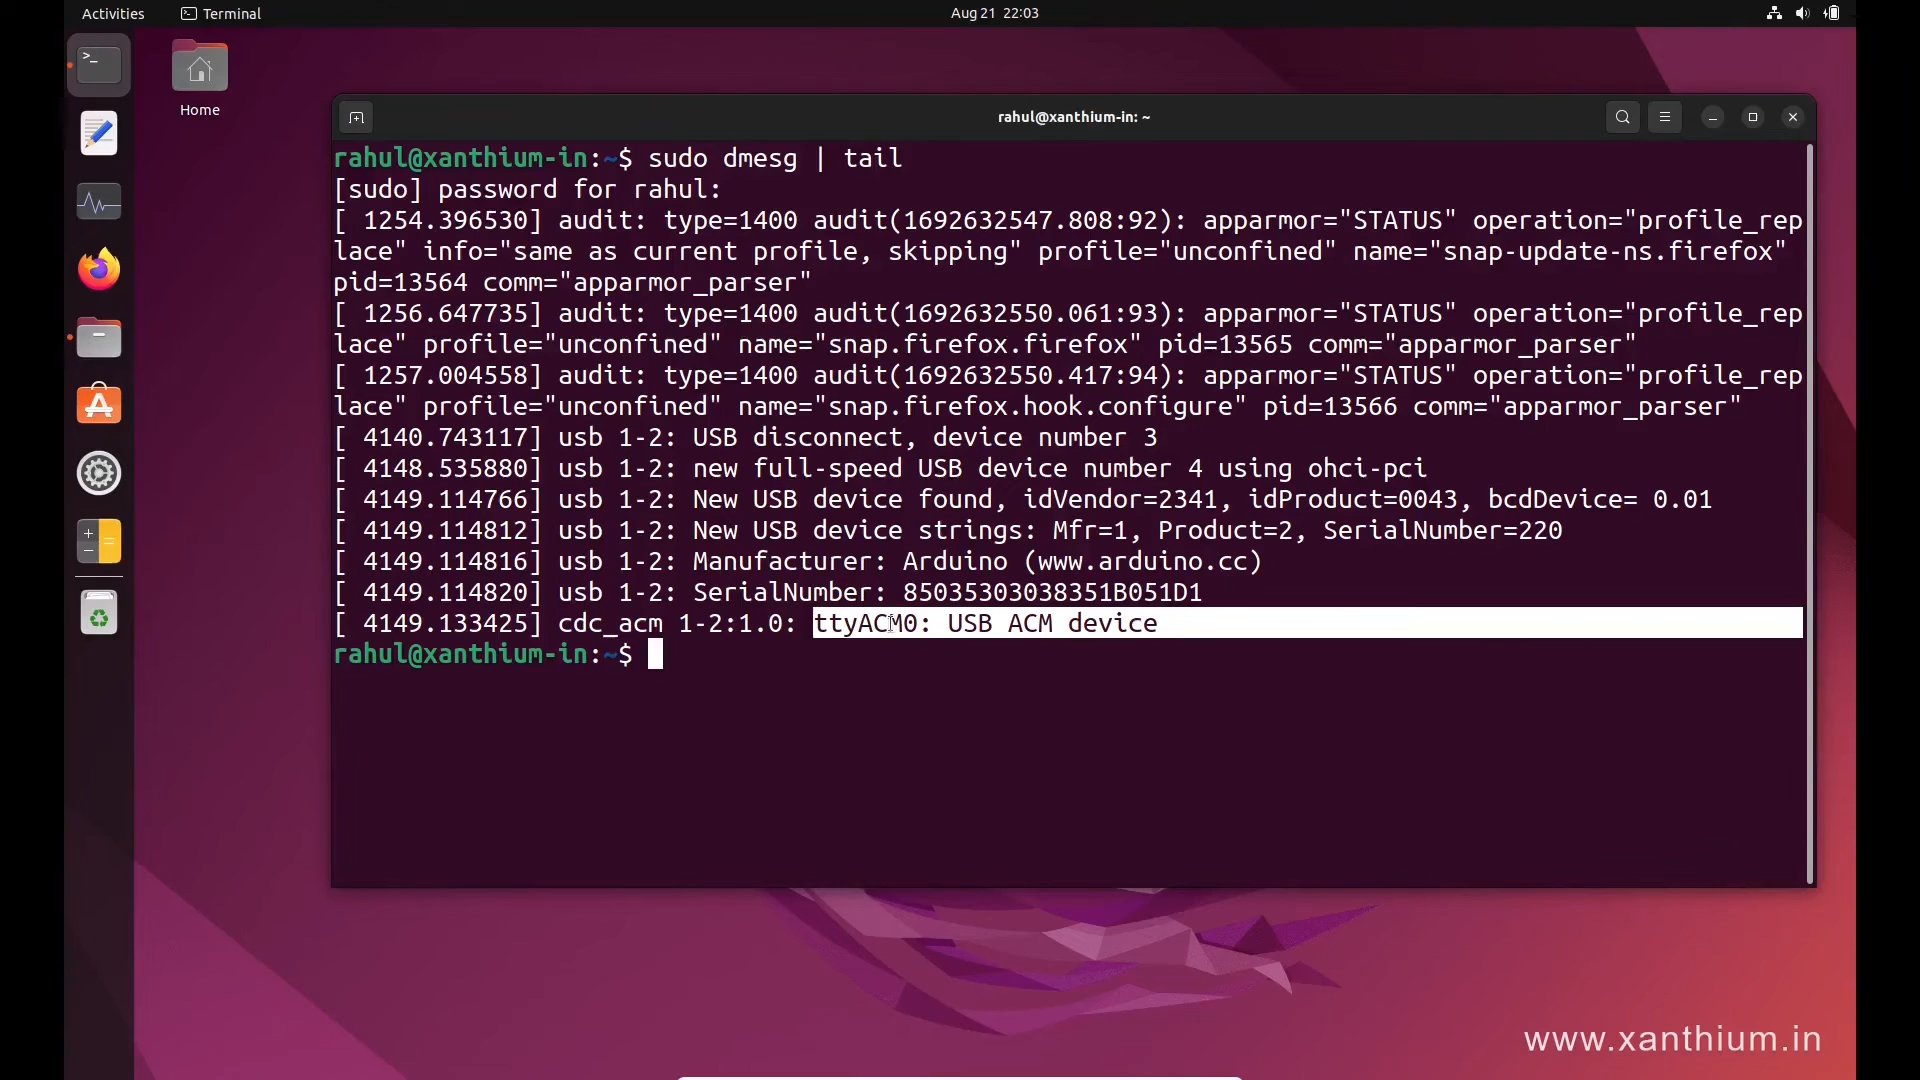 Activities
Terminal
Aug 21 22:03
Home
rahul@xanthium-in: ~
rahul@xanthium-in:~$ sudo dmesg | tail
[sudo] password for rahul:
[ 1254.396530] audit: type=1400 audit(1692632547.808:92): apparmor="STATUS" operation="profile_rep
lace" info="same as current profile, skipping" profile="unconfined" name="snap-update-ns.firefox"
pid=13564 comm="apparmor_parser"
[ 1256.647735] audit: type=1400 audit(1692632550.061:93): apparmor="STATUS" operation="profile_rep
lace" profile="unconfined" name="snap.firefox.firefox" pid=13565 comm="apparmor_parser"
[ 1257.004558] audit: type=1400 audit(1692632550.417:94): apparmor="STATUS" operation="profile_rep
lace" profile="unconfined" name="snap.firefox.hook.configure" pid=13566 comm="apparmor_parser"
[ 4140.743117] usb 1-2: USB disconnect, device number 3
[ 4148.535880] usb 1-2: new full-speed USB device number 4 using ohci-pci
[ 4149.114766] usb 1-2: New USB device found, idVendor=2341, idProduct=0043, bcdDevice= 0.01
[ 4149.114812] usb 1-2: New USB device strings: Mfr=1, Product=2, SerialNumber=220
[ 4149.114816] usb 1-2: Manufacturer: Arduino (www.arduino.cc)
[ 4149.114820] usb 1-2: SerialNumber: 85035303038351B051D1
[ 4149.133425] cdc_acm 1-2:1.0: ttyACM0: USB ACM device
rahul@xanthium-in:~$
www.xanthium.in